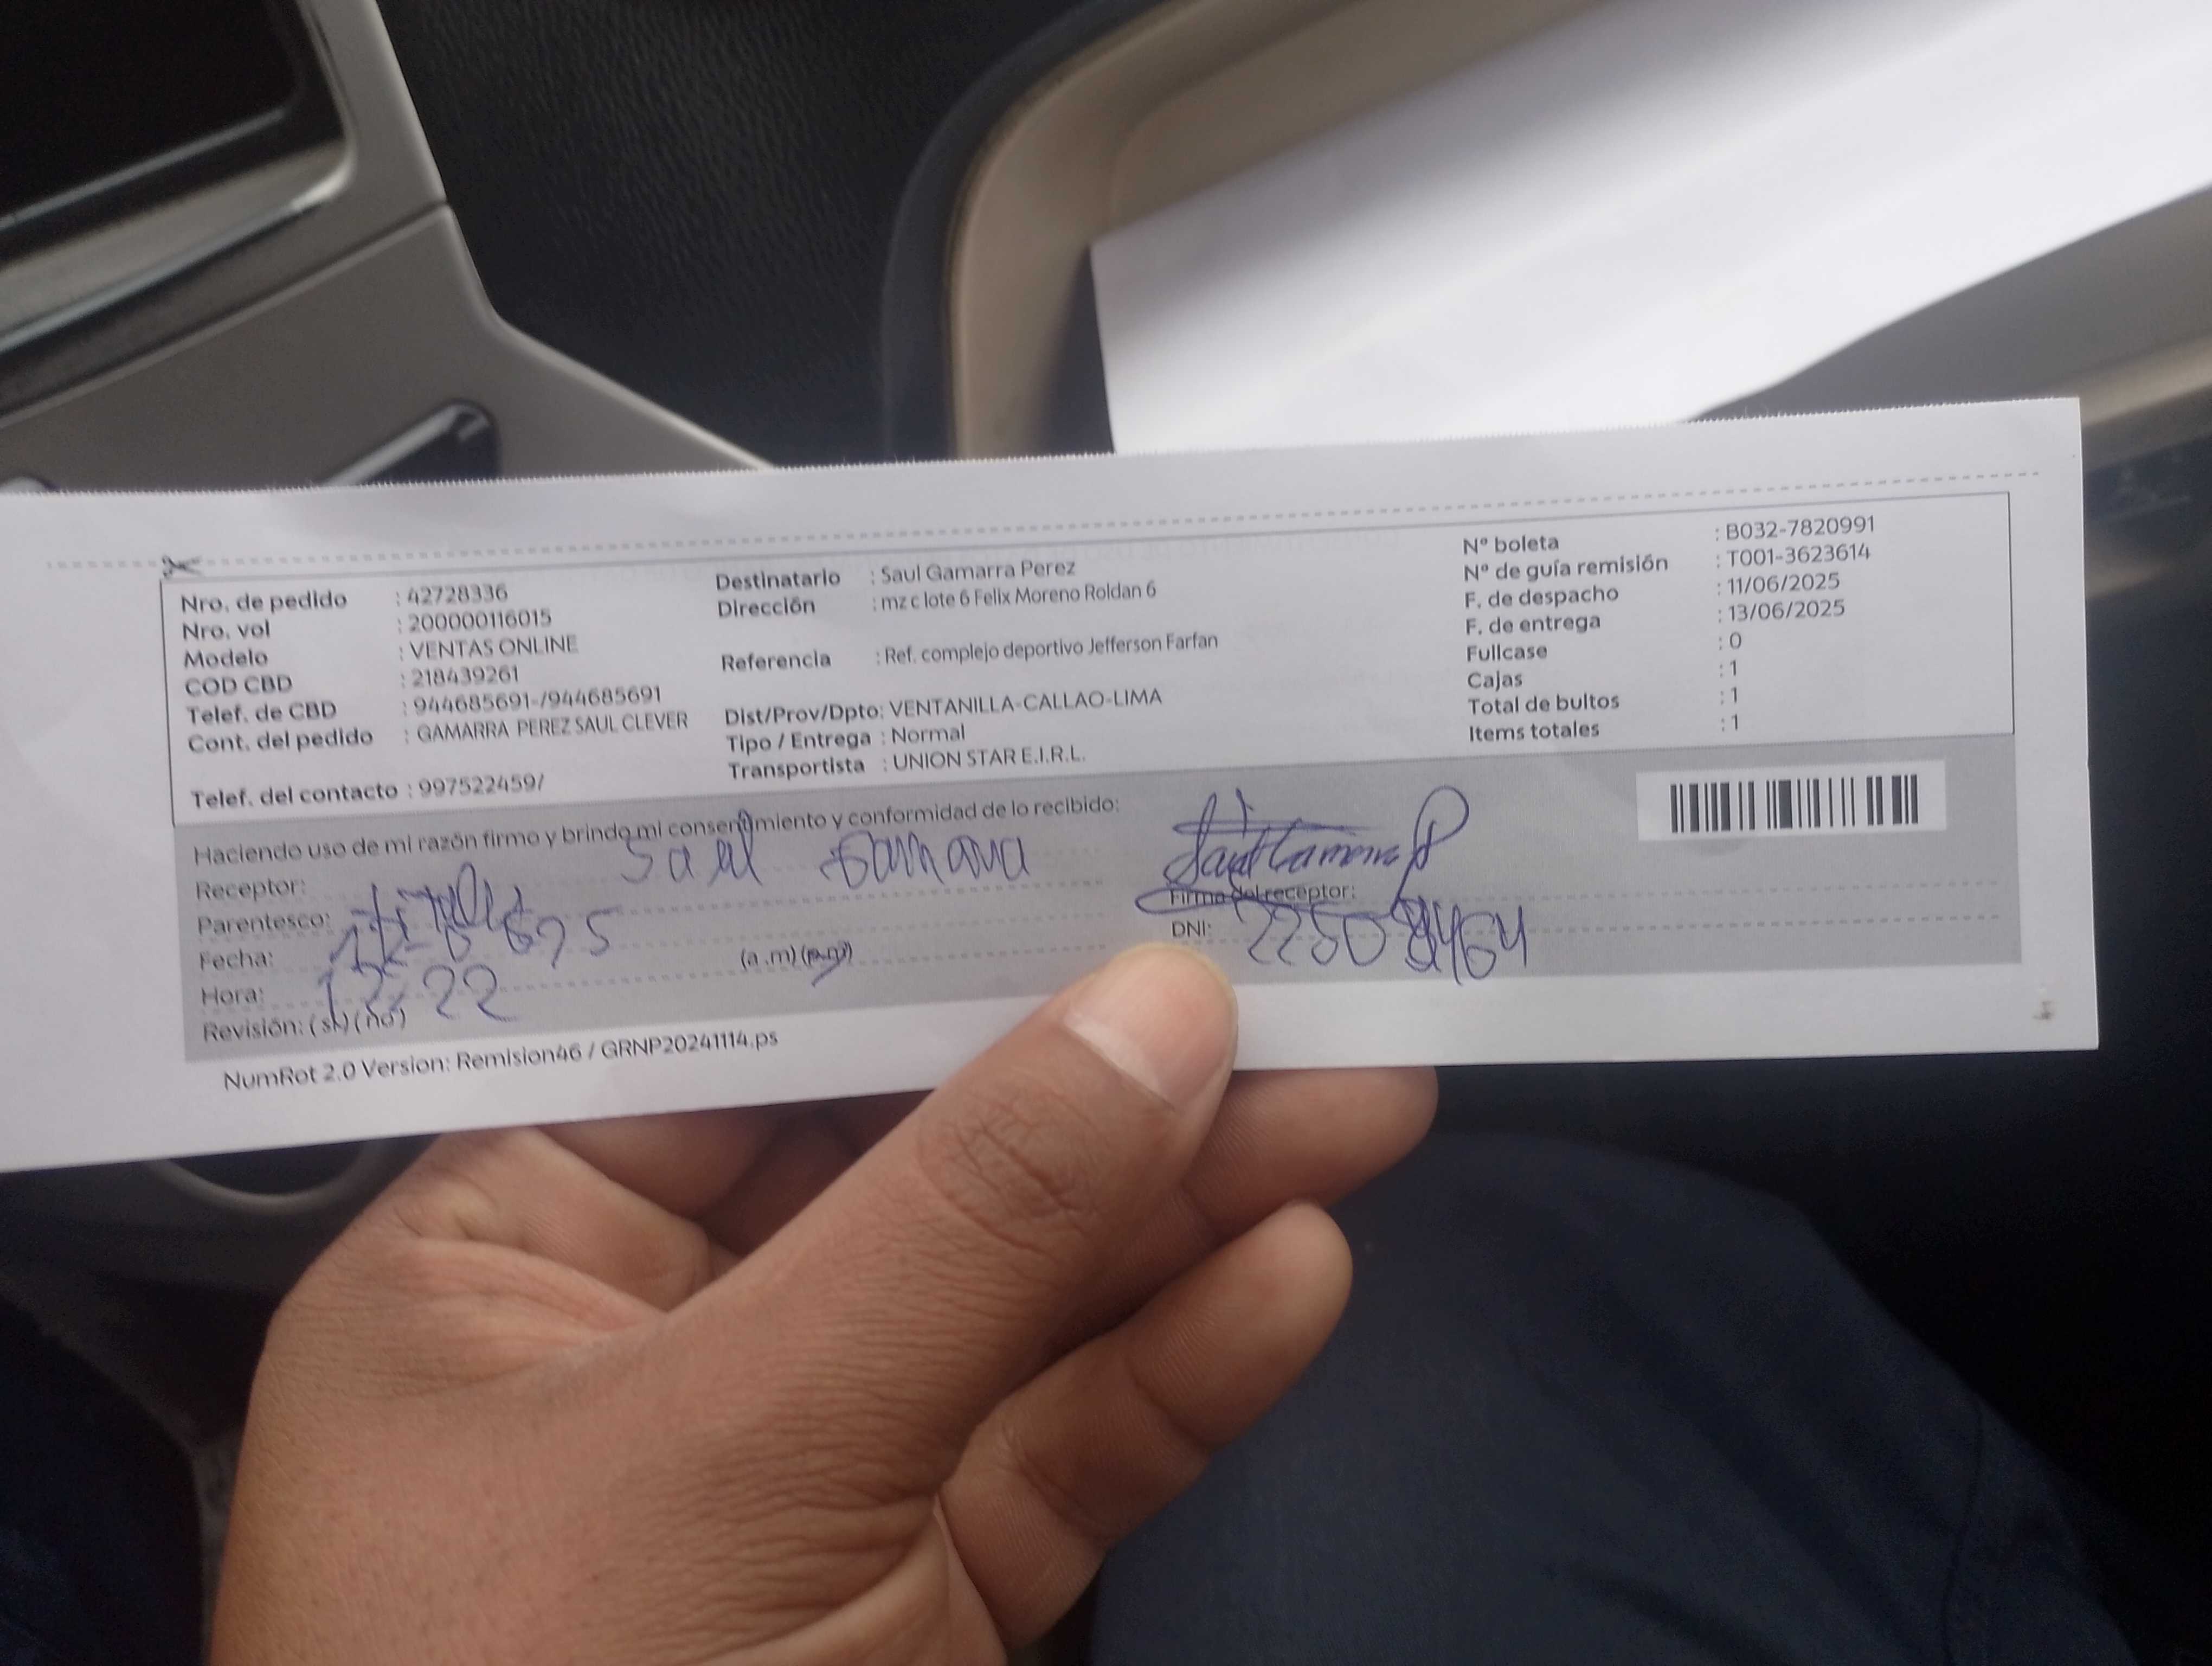 Nro. de pedido : 42728336
Nro. vol : 200000116015
Modelo : VENTAS ONLINE
COD CBD : 218439261
Telef. de CBD : 944685691-/944685691
Cont. del pedido : GAMARRA PEREZ SAUL CLEVER
Telef. del contacto : 997522459/
Destinatario : Saul Gamarra Perez
Dirección : mz c lote 6 Felix Moreno Roldan 6
Referencia : Ref. complejo deportivo Jefferson Farfan
Dist/Prov/Dpto: VENTANILLA-CALLAO-LIMA
Tipo / Entrega : Normal
Transportista : UNION STAR E.I.R.L.
Nº boleta : B032-7820991
Nº de guía remisión : T001-3623614
F. de despacho : 11/06/2025
F. de entrega : 13/06/2025
Fullcase : 0
Cajas : 1
Total de bultos : 1
Items totales : 1
Haciendo uso de mi razón firmo y brindo mi consentimiento y conformidad de lo recibido:
Receptor: Saul
Parentesco:
Fecha:
Hora: 12:22 (a .m) (p.m)
Revisión: ( si ) ( no )
Firma del receptor:
DNI:
NumRot 2.0 Version: Remision46 / GRNP20241114.ps